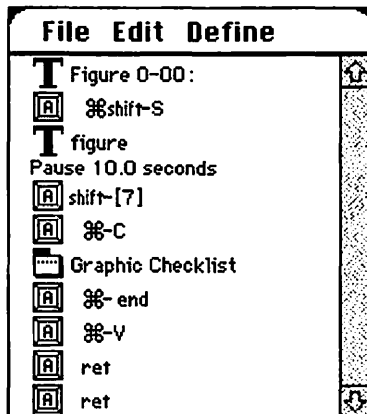 File Edit Define
T Figure 0-00:
A ⌘shift-S
T figure
Pause 10.0 seconds
A shift-[7]
A ⌘-C
Graphic Checklist
A ⌘-end
A ⌘-V
A ret
A ret